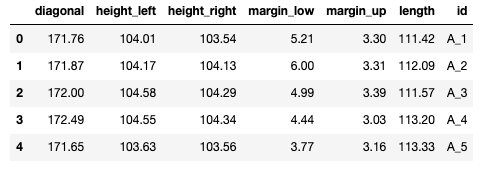 diagonal height_left height_right margin_low margin_up length id
0 171.76 104.01 103.54 5.21 3.30 111.42 A_1
1 171.87 104.17 104.13 6.00 3.31 112.09 A_2
2 172.00 104.58 104.29 4.99 3.39 111.57 A_3
3 172.49 104.55 104.34 4.44 3.03 113.20 A_4
4 171.65 103.63 103.56 3.77 3.16 113.33 A_5